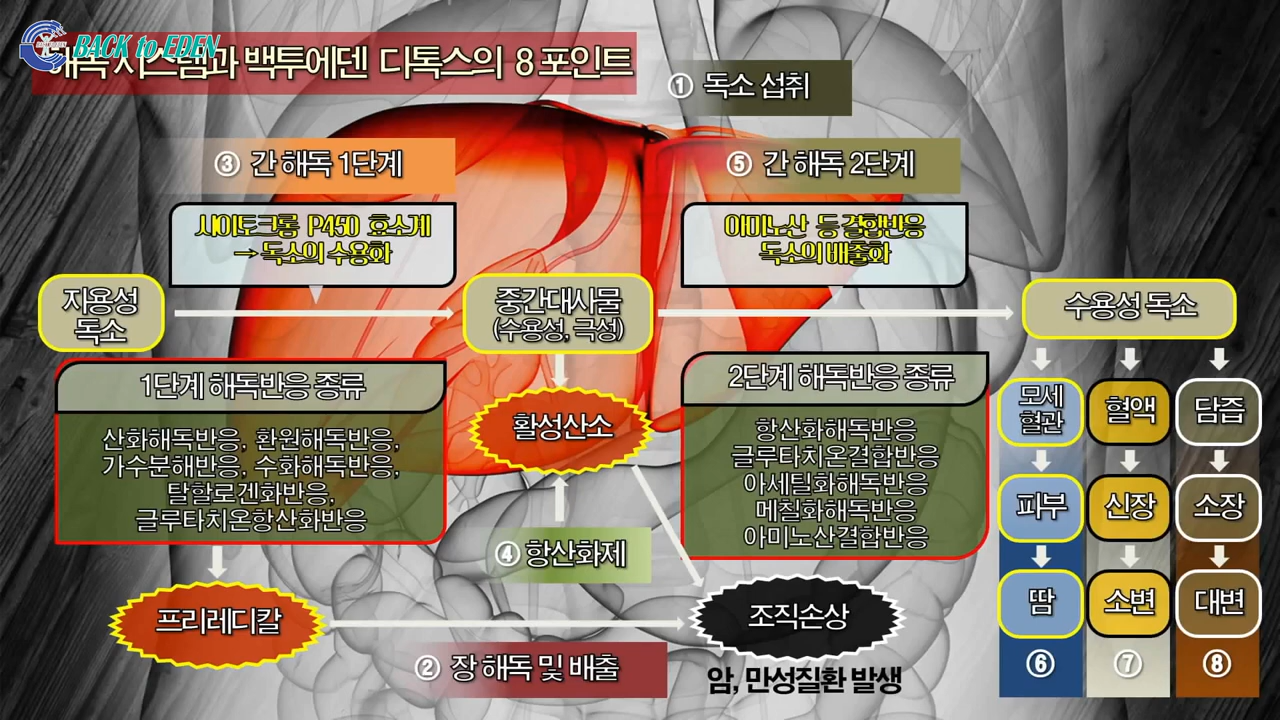 BACK to EDEN
해독 시스템과 백투에덴 디톡스의 8 포인트
① 독소 섭취
③ 간 해독 1단계
⑤ 간 해독 2단계
사이토크롬 P450 효소계
→ 독소의 수용화
아미노산 등 결합반응
독소의 배출화
지용성
독소
중간대사물
(수용성, 극성)
수용성 독소
1단계 해독반응 종류
산화해독반응, 환원해독반응,
가수분해반응, 수화해독반응,
탈할로겐화반응,
글루타치온항산화반응
활성산소
2단계 해독반응 종류
항산화해독반응
글루타치온결합반응
아세틸화해독반응
메칠화해독반응
아미노산결합반응
모세
혈관
혈액
담즙
피부
신장
소장
땀
소변
대변
⑥
⑦
⑧
④ 항산화제
프리레디칼
조직손상
② 장 해독 및 배출
암, 만성질환 발생